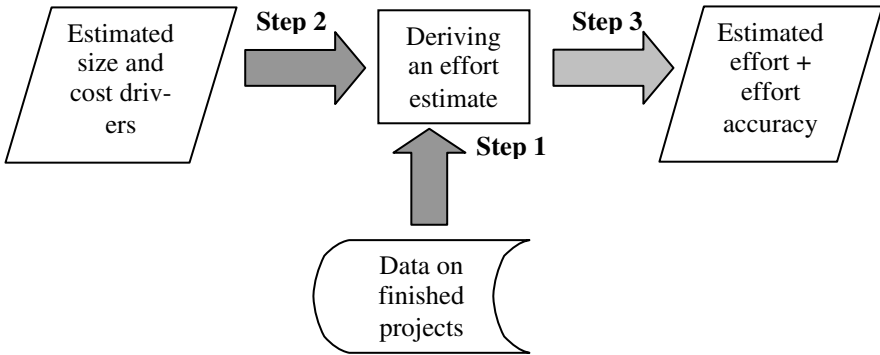 Estimated
size and
cost driv-
ers
Step 2
Deriving
an effort
estimate
Step 3
Estimated
effort +
effort
accuracy
Step 1
Data on
finished
projects